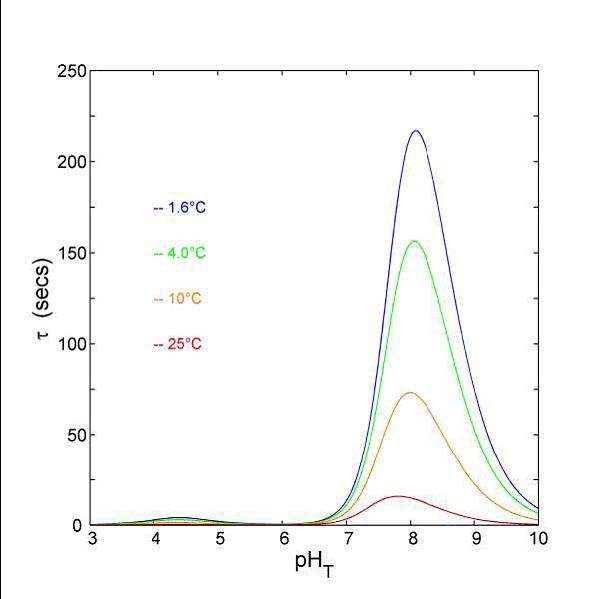 250
200
150
100
50
0
τ (secs)
-- 1.6°C
-- 4.0°C
-- 10°C
-- 25°C
3 4 5 6 7 8 9 10
pH_T